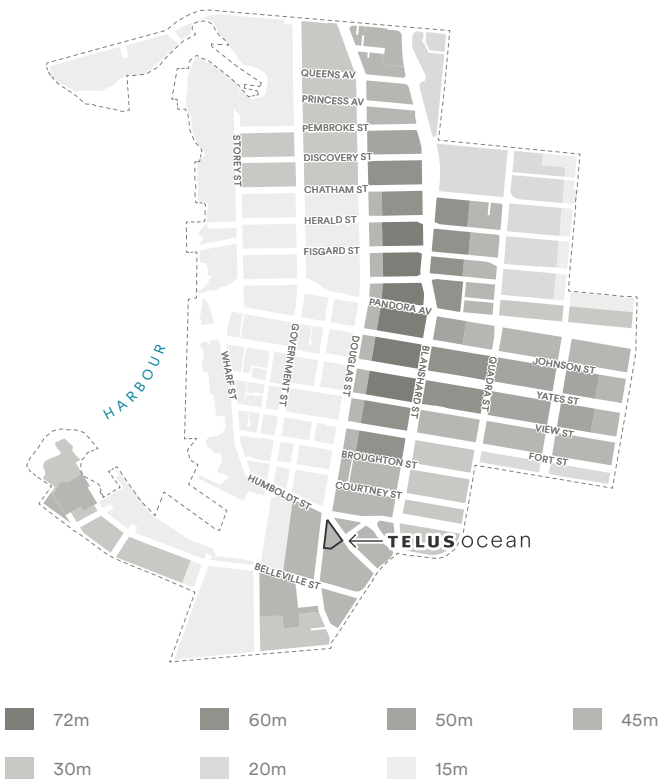 QUEENS AV
PRINCESS AV
PEMBROKE ST
STOREY ST
DISCOVERY ST
CHATHAM ST
HERALD ST
FISGARD ST
PANDORA AV
HARBOUR
WHARF ST
GOVERNMENT ST
DOUGLAS ST
BLANSHARD ST
QUADRA ST
JOHNSON ST
YATES ST
VIEW ST
FORT ST
BROUGHTON ST
COURTNEY ST
HUMBOLDT ST
TELUS ocean
BELLEVILLE ST
72m 60m 50m 45m
30m 20m 15m